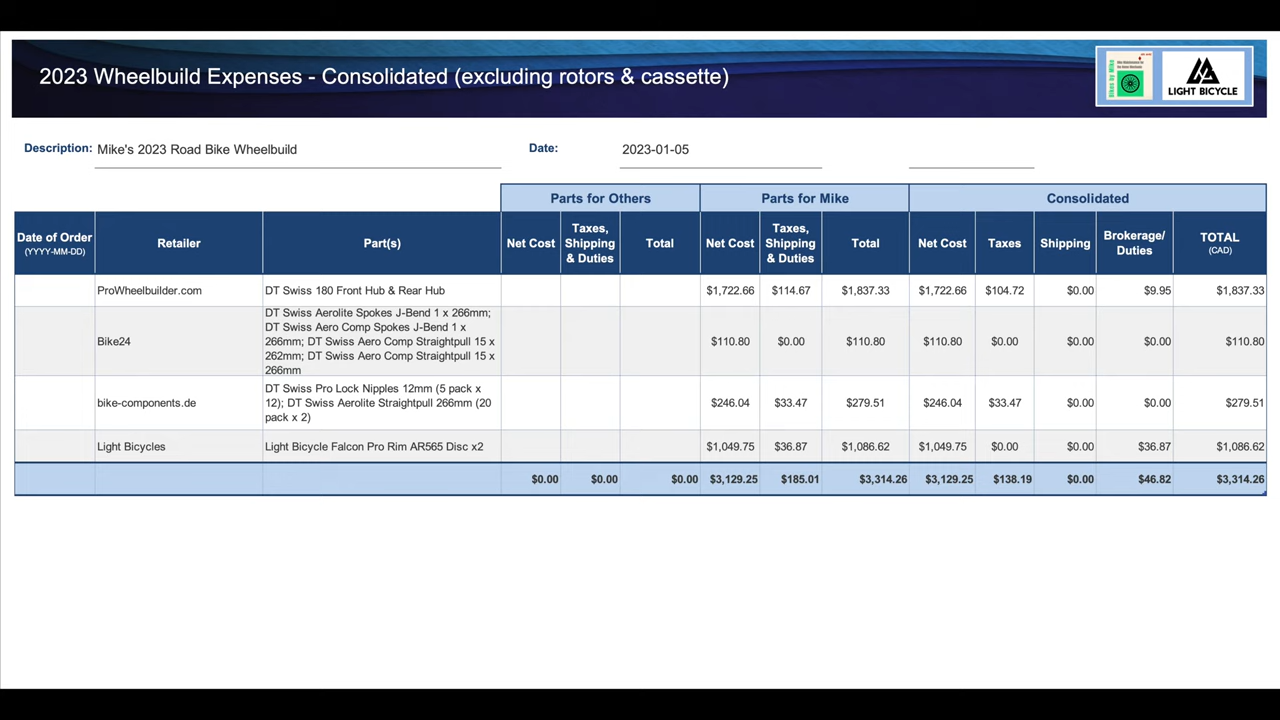 2023 Wheelbuild Expenses - Consolidated (excluding rotors & cassette)
LIGHT BICYCLE
Bikes by Mike
Description: Mike's 2023 Road Bike Wheelbuild Date: 2023-01-05
Parts for Others Parts for Mike Consolidated
Date of Order (YYYY-MM-DD) Retailer Part(s) Net Cost Taxes, Shipping & Duties Total Net Cost Taxes, Shipping & Duties Total Net Cost Taxes Shipping Brokerage/ Duties TOTAL (CAD)
ProWheelbuilder.com DT Swiss 180 Front Hub & Rear Hub $1,722.66 $114.67 $1,837.33 $1,722.66 $104.72 $0.00 $9.95 $1,837.33
DT Swiss Aerolite Spokes J-Bend 1 x 266mm;
DT Swiss Aero Comp Spokes J-Bend 1 x
Bike24 266mm; DT Swiss Aero Comp Straightpull 15 x $110.80 $0.00 $110.80 $110.80 $0.00 $0.00 $0.00 $110.80
262mm; DT Swiss Aero Comp Straightpull 15 x
266mm
DT Swiss Pro Lock Nipples 12mm (5 pack x
bike-components.de 12); DT Swiss Aerolite Straightpull 266mm (20 $246.04 $33.47 $279.51 $246.04 $33.47 $0.00 $0.00 $279.51
pack x 2)
Light Bicycles Light Bicycle Falcon Pro Rim AR565 Disc x2 $1,049.75 $36.87 $1,086.62 $1,049.75 $0.00 $0.00 $36.87 $1,086.62
$0.00 $0.00 $0.00 $3,129.25 $185.01 $3,314.26 $3,129.25 $138.19 $0.00 $46.82 $3,314.26